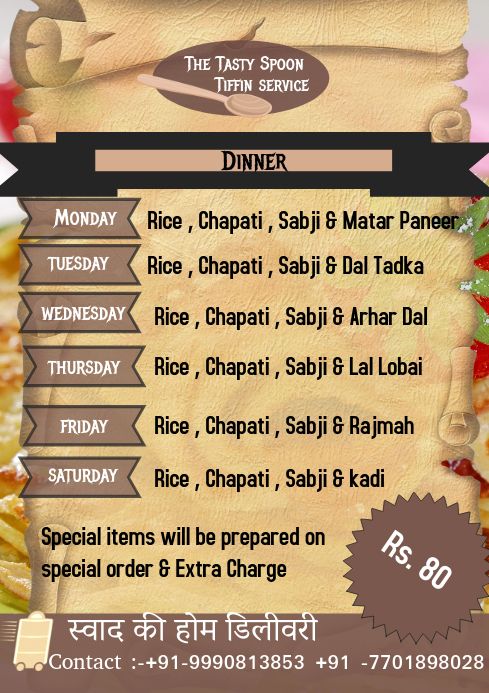 The Tasty Spoon
Tiffin service
Dinner
Monday Rice , Chapati , Sabji & Matar Paneer
Tuesday Rice , Chapati , Sabji & Dal Tadka
Wednesday Rice , Chapati , Sabji & Arhar Dal
Thursday Rice , Chapati , Sabji & Lal Lobai
Friday Rice , Chapati , Sabji & Rajmah
Saturday Rice , Chapati , Sabji & kadi
Special items will be prepared on
special order & Extra Charge
Rs. 80
स्वाद की होम डिलीवरी
Contact :-+91-9990813853 +91 -7701898028